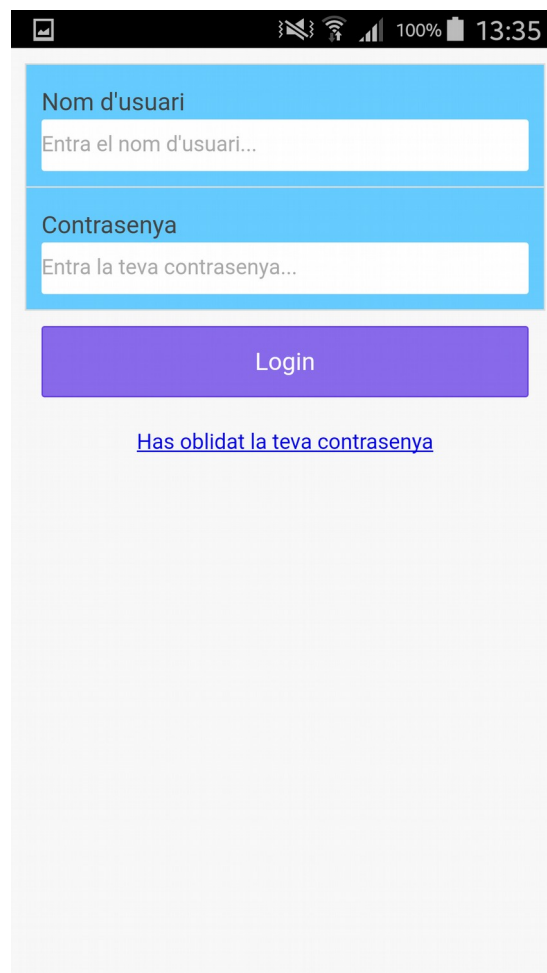 100% 13:35
Nom d'usuari
Entra el nom d'usuari...
Contrasenya
Entra la teva contrasenya...
Login
Has oblidat la teva contrasenya